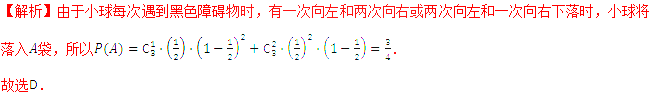 【解析】由于小球每次遇到黑色障碍物时，有一次向左和两次向右或两次向左和一次向右下落时，小球将
落入A袋，所以P(A) = C₃¹·(1/2)·(1−1/2)² + C₃²·(1/2)²·(1−1/2) = 3/4.
故选D．